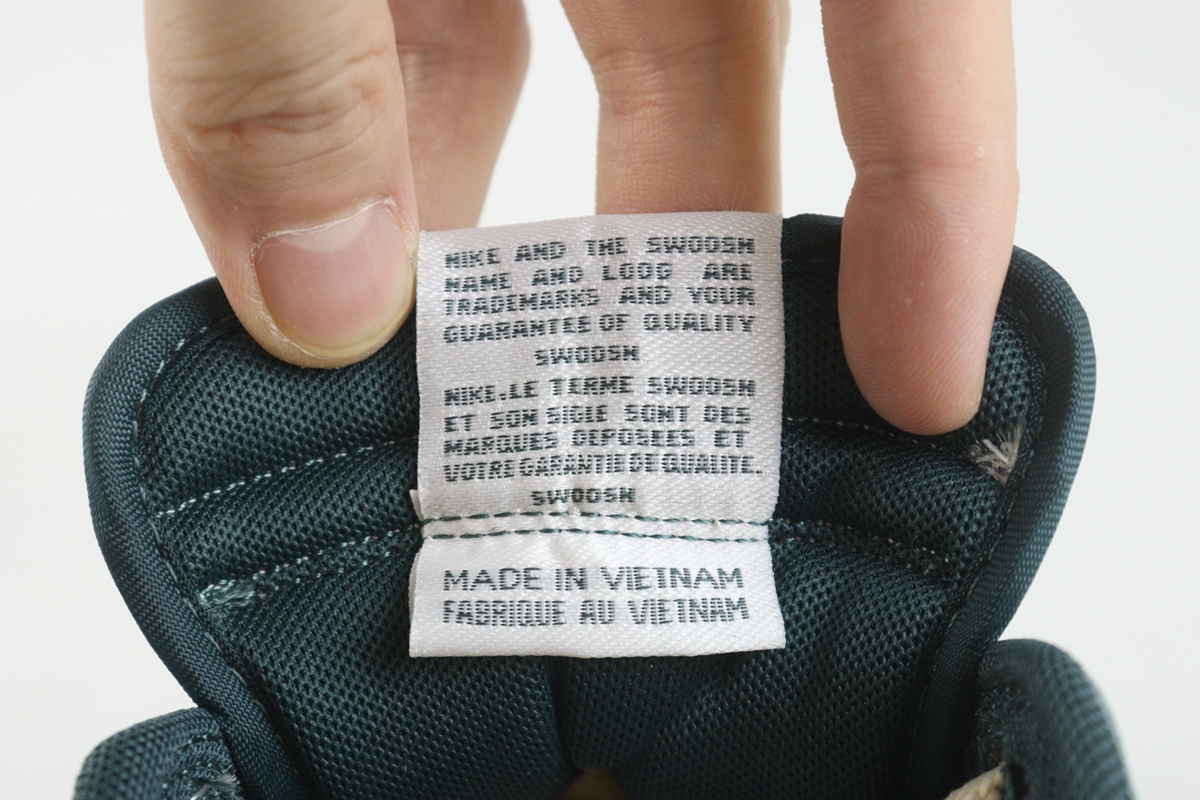 NIKE AND THE SWOOSH
NAME AND LOGO ARE
TRADEMARKS AND YOUR
GUARANTEE OF QUALITY
SWOOSH
NIKE.LE TERME SWOOSH
ET SON SIGLE SONT DES
MARQUES DEPOSEES ET
VOTRE GARANTIE DE QUALITE.
SWOOSH
MADE IN VIETNAM
FABRIQUE AU VIETNAM